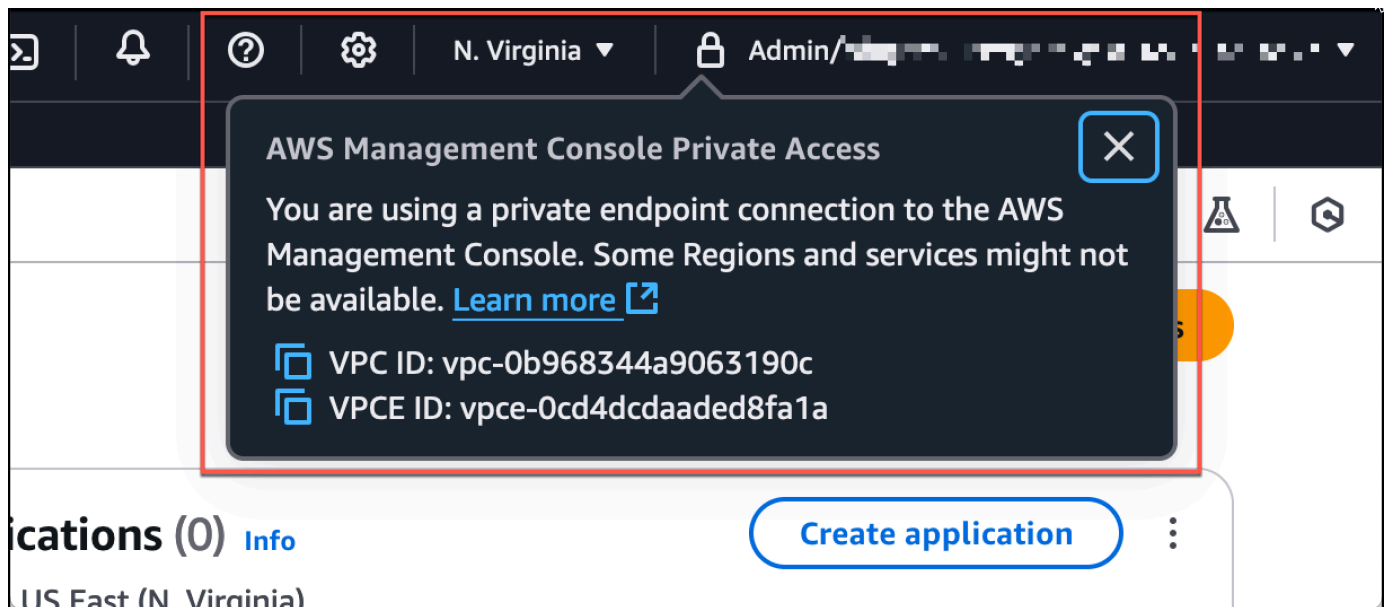 N. Virginia
Admin/
AWS Management Console Private Access
You are using a private endpoint connection to the AWS
Management Console. Some Regions and services might not
be available. Learn more
VPC ID: vpc-0b968344a9063190c
VPCE ID: vpce-0cd4dcdaaded8fa1a
ications (0) Info
Create application
US East (N. Virginia)